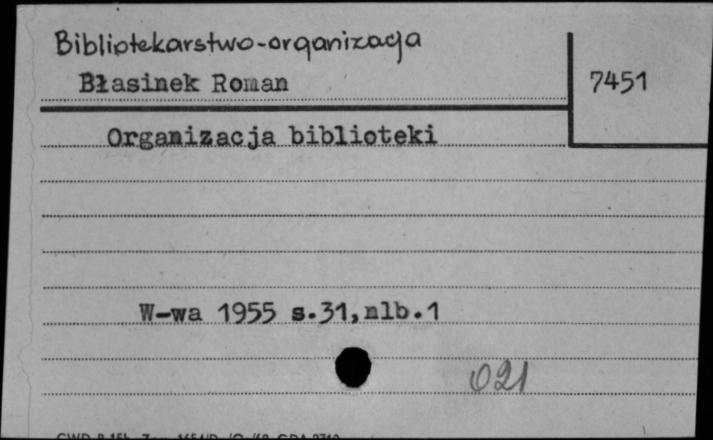 Bibliotekarstwo-organizacja
Błasinek Roman
7451
Organizacja biblioteki
W-wa 1955 s.31,nlb.1
021